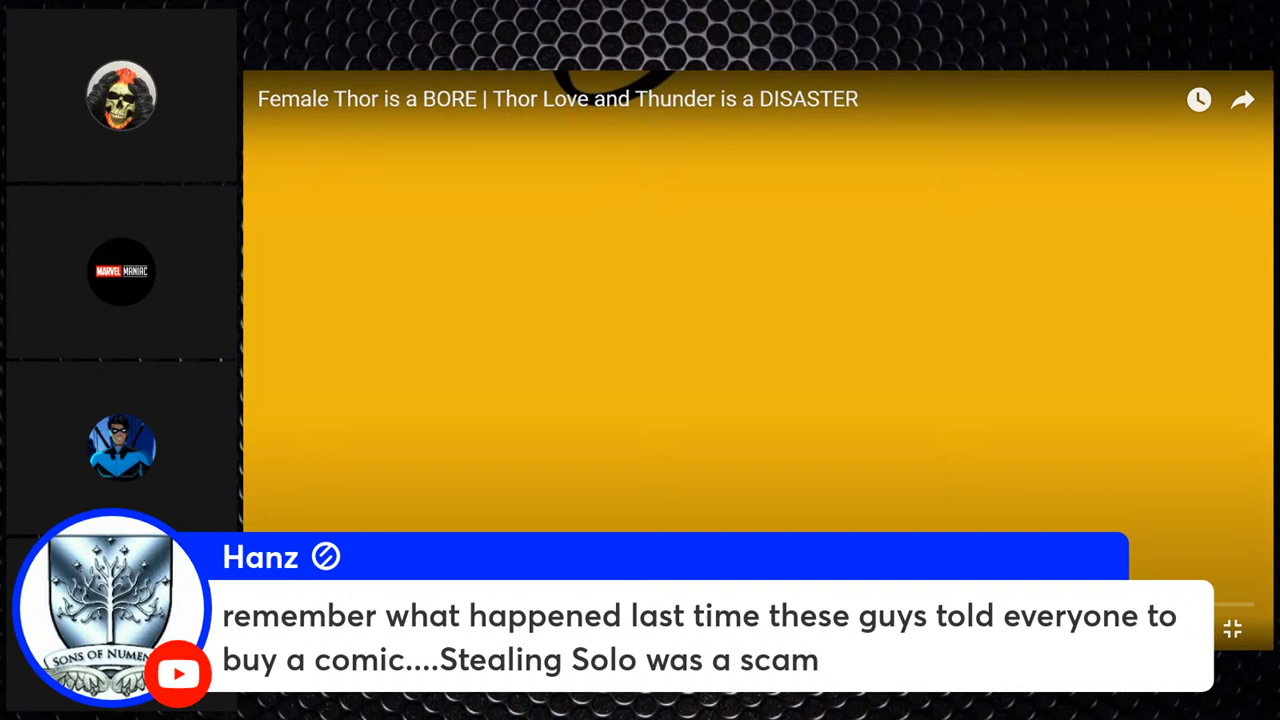 Female Thor is a BORE | Thor Love and Thunder is a DISASTER
MARVEL MANIAC
Hanz
remember what happened last time these guys told everyone to
buy a comic....Stealing Solo was a scam
SONS OF NUMEN